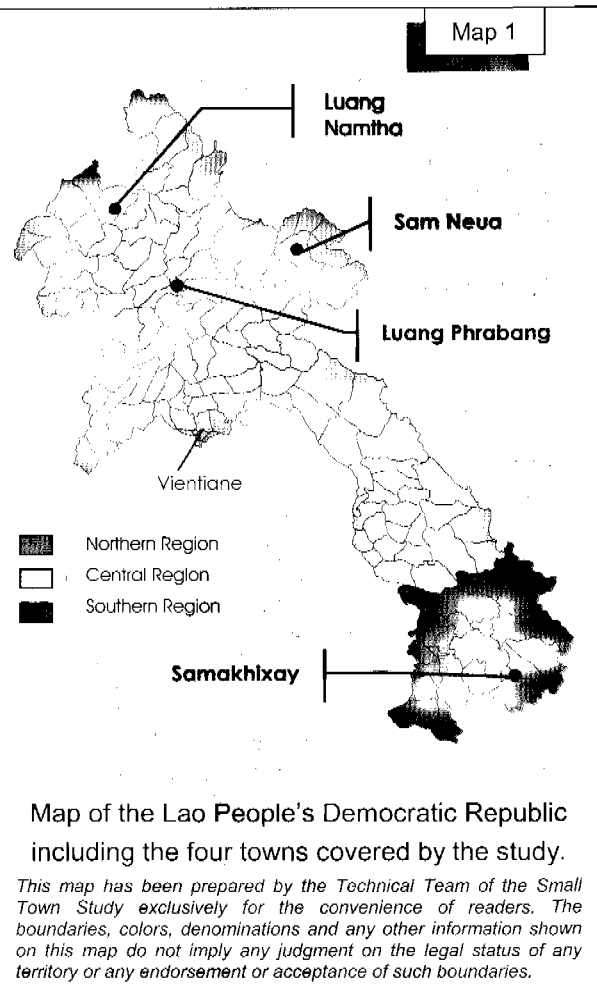 Map 1
Luang
Namtha
Sam Neua
Luang Phrabang
Vientiane
Northern Region
Central Region
Southern Region
Samakhixay
Map of the Lao People's Democratic Republic
including the four towns covered by the study.
This map has been prepared by the Technical Team of the Small
Town Study exclusively for the convenience of readers. The
boundaries, colors, denominations and any other information shown
on this map do not imply any judgment on the legal status of any
territory or any endorsement or acceptance of such boundaries.